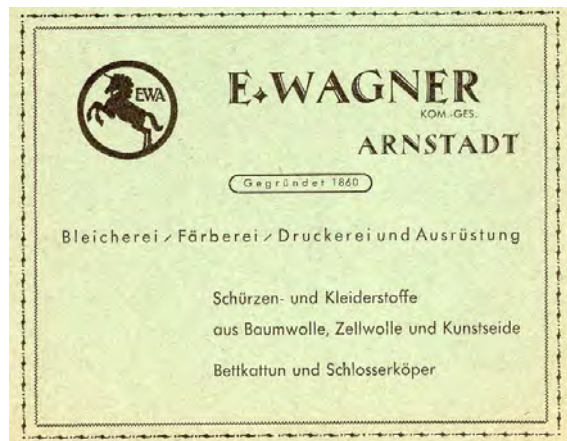 EWA
E. WAGNER
KOM.-GES.
ARNSTADT
Gegründet 1860
Bleicherei / Färberei / Druckerei und Ausrüstung
Schürzen- und Kleiderstoffe
aus Baumwolle, Zellwolle und Kunstseide
Bettkattun und Schlosserköper